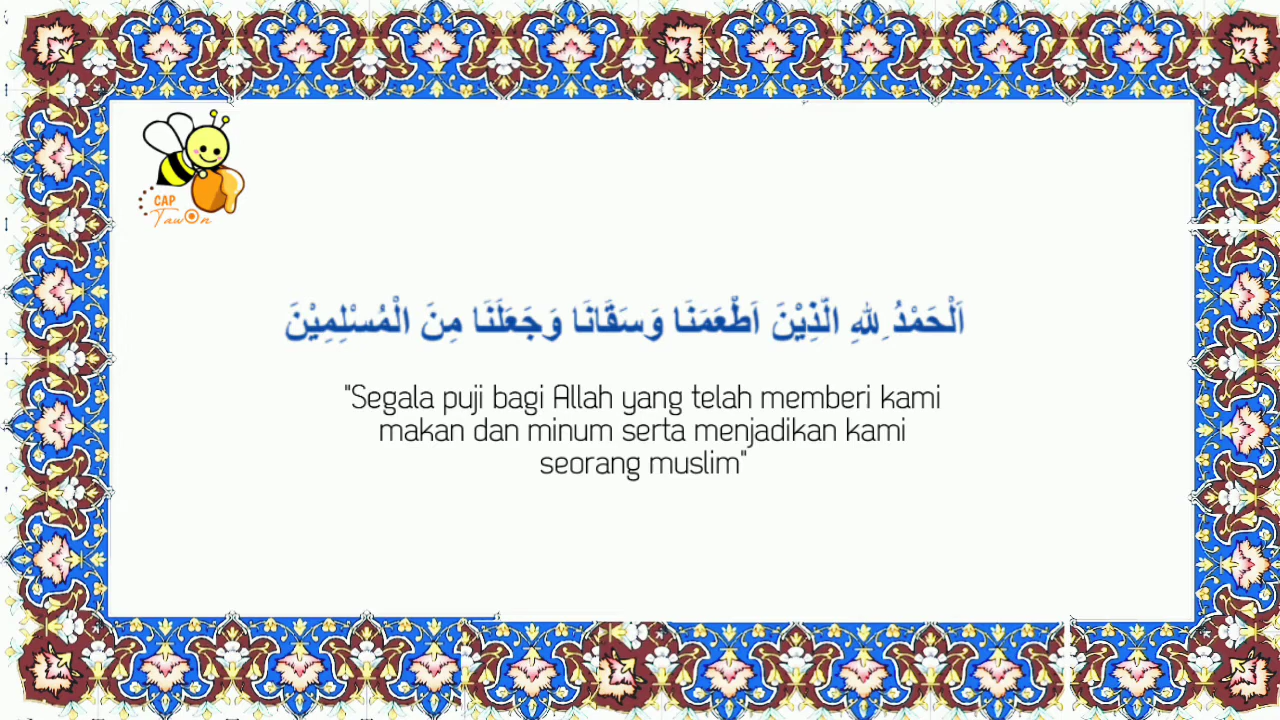 CAP
Tawon
اَلْحَمْدُ ِللهِ الَّذِيْنَ اَطْعَمَنَا وَسَقَانَا وَجَعَلَنَا مِنَ الْمُسْلِمِيْنَ
"Segala puji bagi Allah yang telah memberi kami
makan dan minum serta menjadikan kami
seorang muslim"